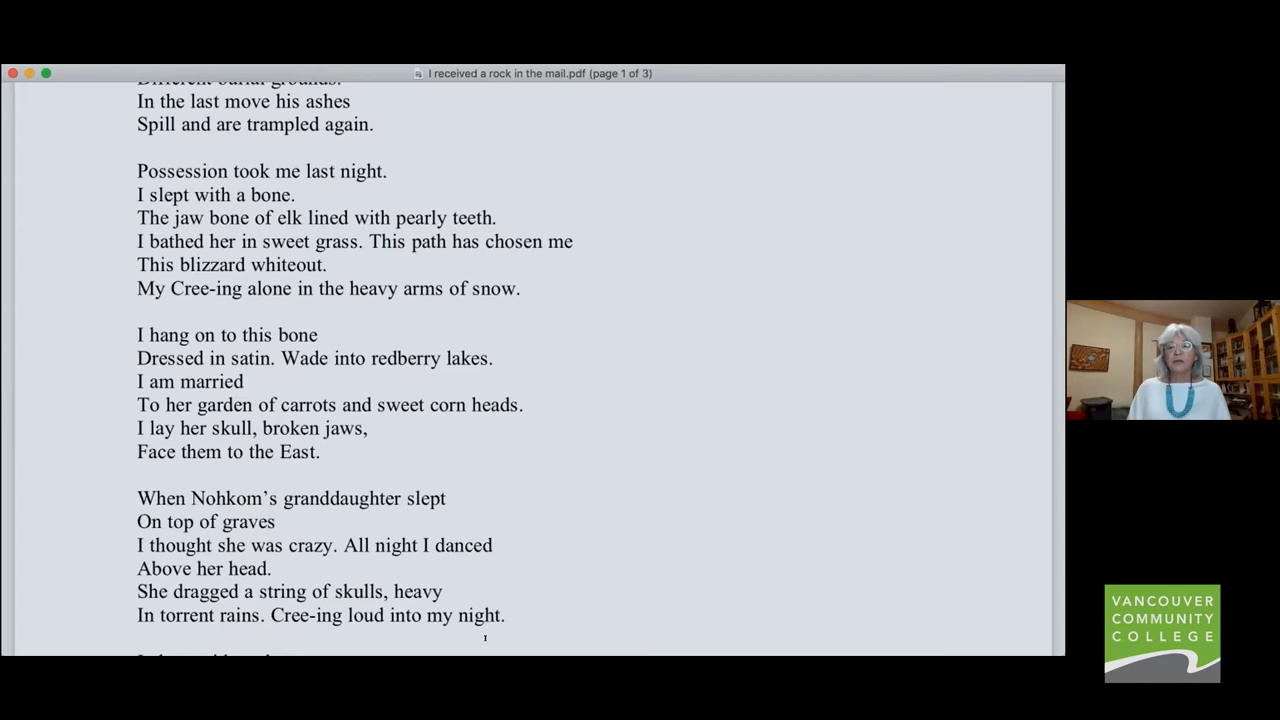 I received a rock in the mail.pdf (page 1 of 3)
Different burial grounds.
In the last move his ashes
Spill and are trampled again.
Possession took me last night.
I slept with a bone.
The jaw bone of elk lined with pearly teeth.
I bathed her in sweet grass. This path has chosen me
This blizzard whiteout.
My Cree-ing alone in the heavy arms of snow.
I hang on to this bone
Dressed in satin. Wade into redberry lakes.
I am married
To her garden of carrots and sweet corn heads.
I lay her skull, broken jaws,
Face them to the East.
When Nohkom’s granddaughter slept
On top of graves
I thought she was crazy. All night I danced
Above her head.
She dragged a string of skulls, heavy
In torrent rains. Cree-ing loud into my night.
VANCOUVER
COMMUNITY
COLLEGE